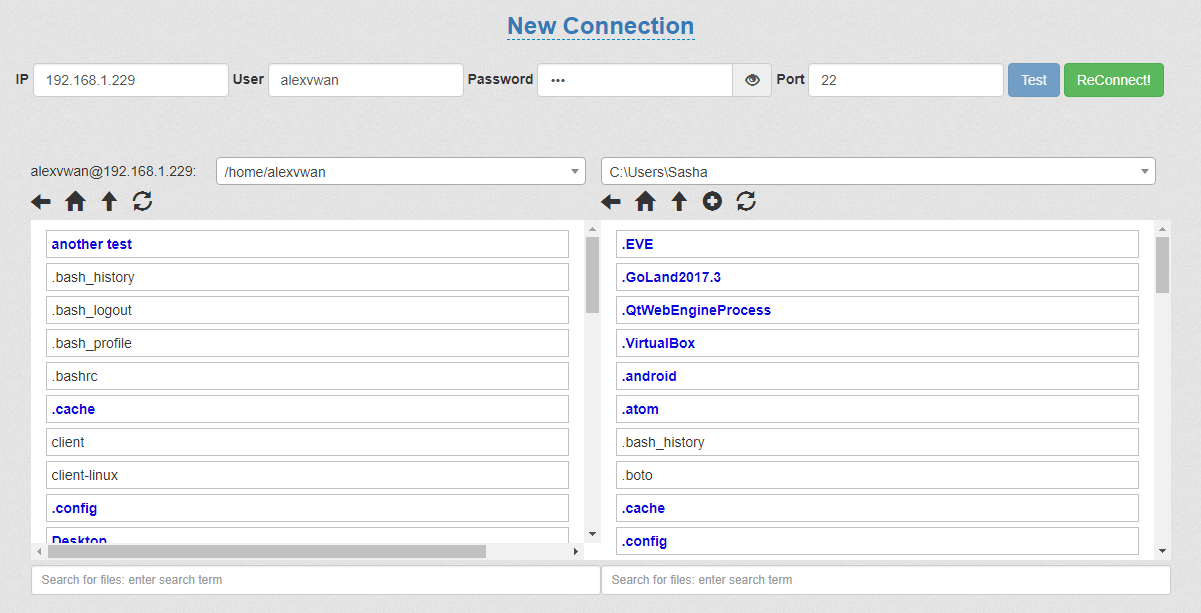 New Connection
IP 192.168.1.229 User alexvwan Password ••• Port 22 Test ReConnect!
alexvwan@192.168.1.229: /home/alexvwan C:\Users\Sasha
another test
.bash_history
.bash_logout
.bash_profile
.bashrc
.cache
client
client-linux
.config
Desktop
Search for files: enter search term
.EVE
.GoLand2017.3
.QtWebEngineProcess
.VirtualBox
.android
.atom
.bash_history
.boto
.cache
.config
Search for files: enter search term